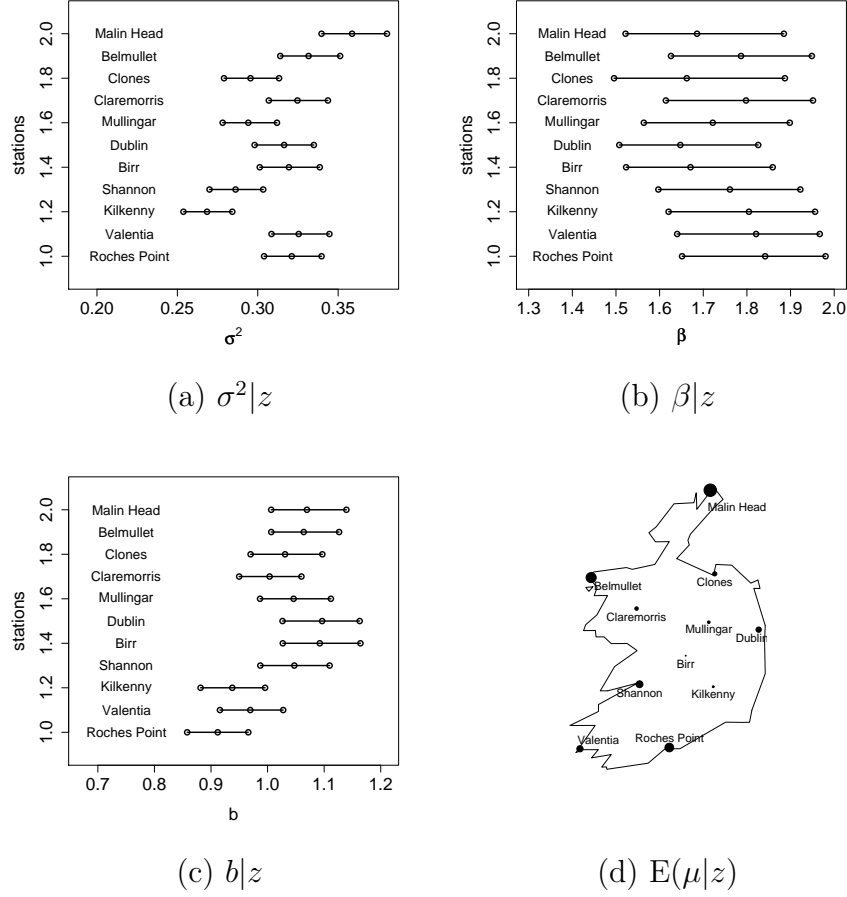 2.0
1.8
1.6
1.4
1.2
1.0
stations
Malin Head
Belmullet
Clones
Claremorris
Mullingar
Dublin
Birr
Shannon
Kilkenny
Valentia
Roches Point
0.20 0.25 0.30 0.35
σ²
(a) σ²|z
2.0
1.8
1.6
1.4
1.2
1.0
stations
Malin Head
Belmullet
Clones
Claremorris
Mullingar
Dublin
Birr
Shannon
Kilkenny
Valentia
Roches Point
1.3 1.4 1.5 1.6 1.7 1.8 1.9 2.0
β
(b) β|z
2.0
1.8
1.6
1.4
1.2
1.0
stations
Malin Head
Belmullet
Clones
Claremorris
Mullingar
Dublin
Birr
Shannon
Kilkenny
Valentia
Roches Point
0.7 0.8 0.9 1.0 1.1 1.2
b
(c) b|z
Malin Head
Clones
Belmullet
Claremorris
Mullingar
Dublin
Birr
Shannon
Kilkenny
Roches Point
Valentia
(d) E(μ|z)